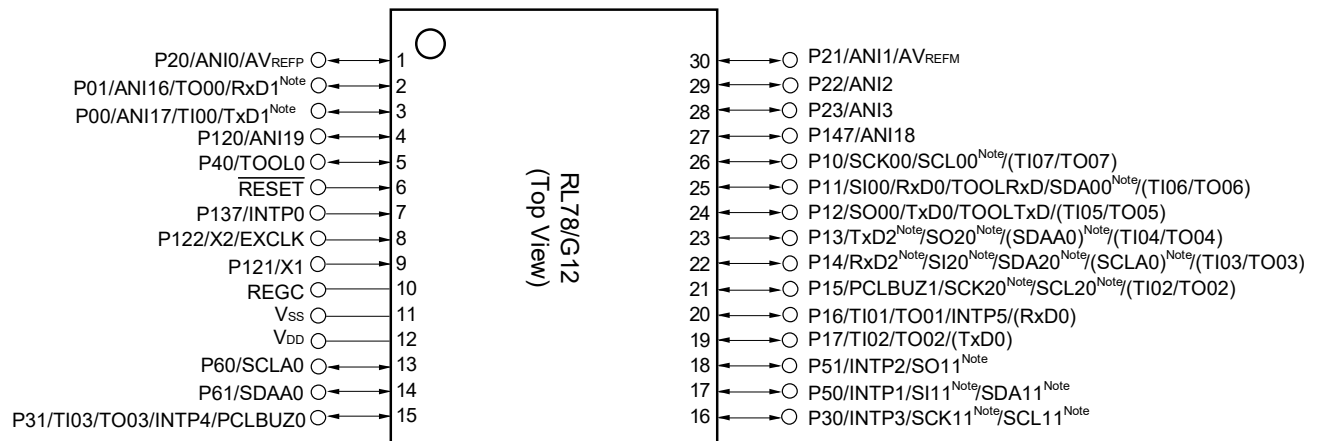 P20/ANI0/AVREFP 1
P01/ANI16/TO00/RxD1Note 2
P00/ANI17/TI00/TxD1Note 3
P120/ANI19 4
P40/TOOL0 5
RESET 6
P137/INTP0 7
P122/X2/EXCLK 8
P121/X1 9
REGC 10
VSS 11
VDD 12
P60/SCLA0 13
P61/SDAA0 14
P31/TI03/TO03/INTP4/PCLBUZ0 15
RL78/G12
(Top View)
30 P21/ANI1/AVREFM
29 P22/ANI2
28 P23/ANI3
27 P147/ANI18
26 P10/SCK00/SCL00Note/(TI07/TO07)
25 P11/SI00/RxD0/TOOLRxD/SDA00Note/(TI06/TO06)
24 P12/SO00/TxD0/TOOLTxD/(TI05/TO05)
23 P13/TxD2Note/SO20Note/(SDAA0)Note/(TI04/TO04)
22 P14/RxD2Note/SI20Note/SDA20Note/(SCLA0)Note/(TI03/TO03)
21 P15/PCLBUZ1/SCK20Note/SCL20Note/(TI02/TO02)
20 P16/TI01/TO01/INTP5/(RxD0)
19 P17/TI02/TO02/(TxD0)
18 P51/INTP2/SO11Note
17 P50/INTP1/SI11Note/SDA11Note
16 P30/INTP3/SCK11Note/SCL11Note